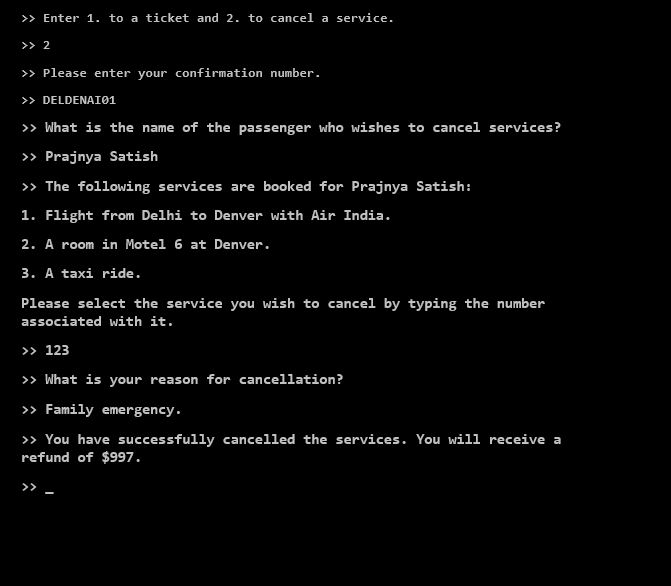 >> Enter 1. to a ticket and 2. to cancel a service.
>> 2
>> Please enter your confirmation number.
>> DELDENAI01
>> What is the name of the passenger who wishes to cancel services?
>> Prajnya Satish
>> The following services are booked for Prajnya Satish:
1. Flight from Delhi to Denver with Air India.
2. A room in Motel 6 at Denver.
3. A taxi ride.
Please select the service you wish to cancel by typing the number
associated with it.
>> 123
>> What is your reason for cancellation?
>> Family emergency.
>> You have successfully cancelled the services. You will receive a
refund of $997.
>> _